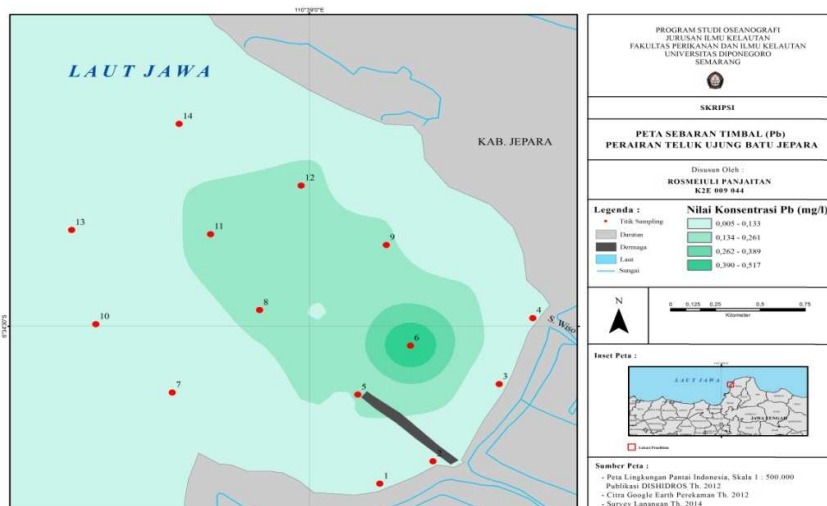 110°39'0"E
LAUT JAWA
14
KAB. JEPARA
12
13
11
9
8
4
10
S. Wiso
6
3
7
5
2
1
PROGRAM STUDI OSEANOGRAFI
JURUSAN ILMU KELAUTAN
FAKULTAS PERIKANAN DAN ILMU KELAUTAN
UNIVERSITAS DIPONEGORO
SEMARANG
SKRIPSI
PETA SEBARAN TIMBAL (Pb)
PERAIRAN TELUK UJUNG BATU JEPARA
Disusun Oleh :
ROSMEIULI PANJAITAN
K2E 009 044
Legenda :
Titik Sampling
Daratan
Dermaga
Laut
Sungai
Nilai Konsentrasi Pb (mg/l)
0,005 - 0,133
0,134 - 0,261
0,262 - 0,389
0,390 - 0,517
N
0 0,125 0,25 0,5 0,75
Kilometer
Inset Peta :
LAUT JAWA
JAWA TENGAH
Lokasi Penelitian
Sumber Peta :
- Peta Lingkungan Pantai Indonesia, Skala 1 : 500.000
Publikasi DISHIDROS Th. 2012
- Citra Google Earth Perekaman Th. 2012
- Survey Lapangan Th. 2014